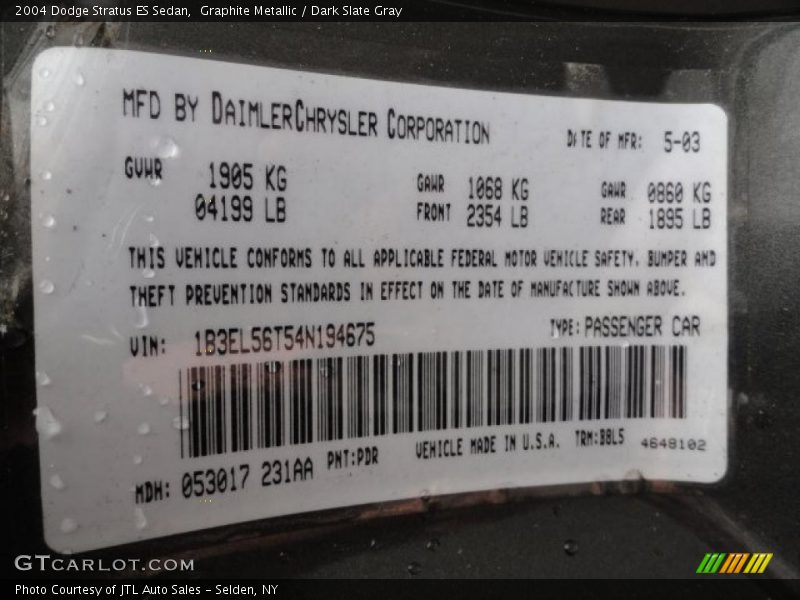 2004 Dodge Stratus ES Sedan, Graphite Metallic / Dark Slate Gray
MFD BY DAIMLERCHRYSLER CORPORATION
DATE OF MFR: 5-03
GVWR 1905 KG GAWR 1068 KG GAWR 0860 KG
04199 LB FRONT 2354 LB REAR 1895 LB
THIS VEHICLE CONFORMS TO ALL APPLICABLE FEDERAL MOTOR VEHICLE SAFETY, BUMPER AND
THEFT PREVENTION STANDARDS IN EFFECT ON THE DATE OF MANUFACTURE SHOWN ABOVE.
VIN: 1B3EL56T54N194675 TYPE: PASSENGER CAR
MDH: 053017 231AA PNT:PDR VEHICLE MADE IN U.S.A. TRM:B8L5 4648102
GTCARLOT.COM
Photo Courtesy of JTL Auto Sales - Selden, NY